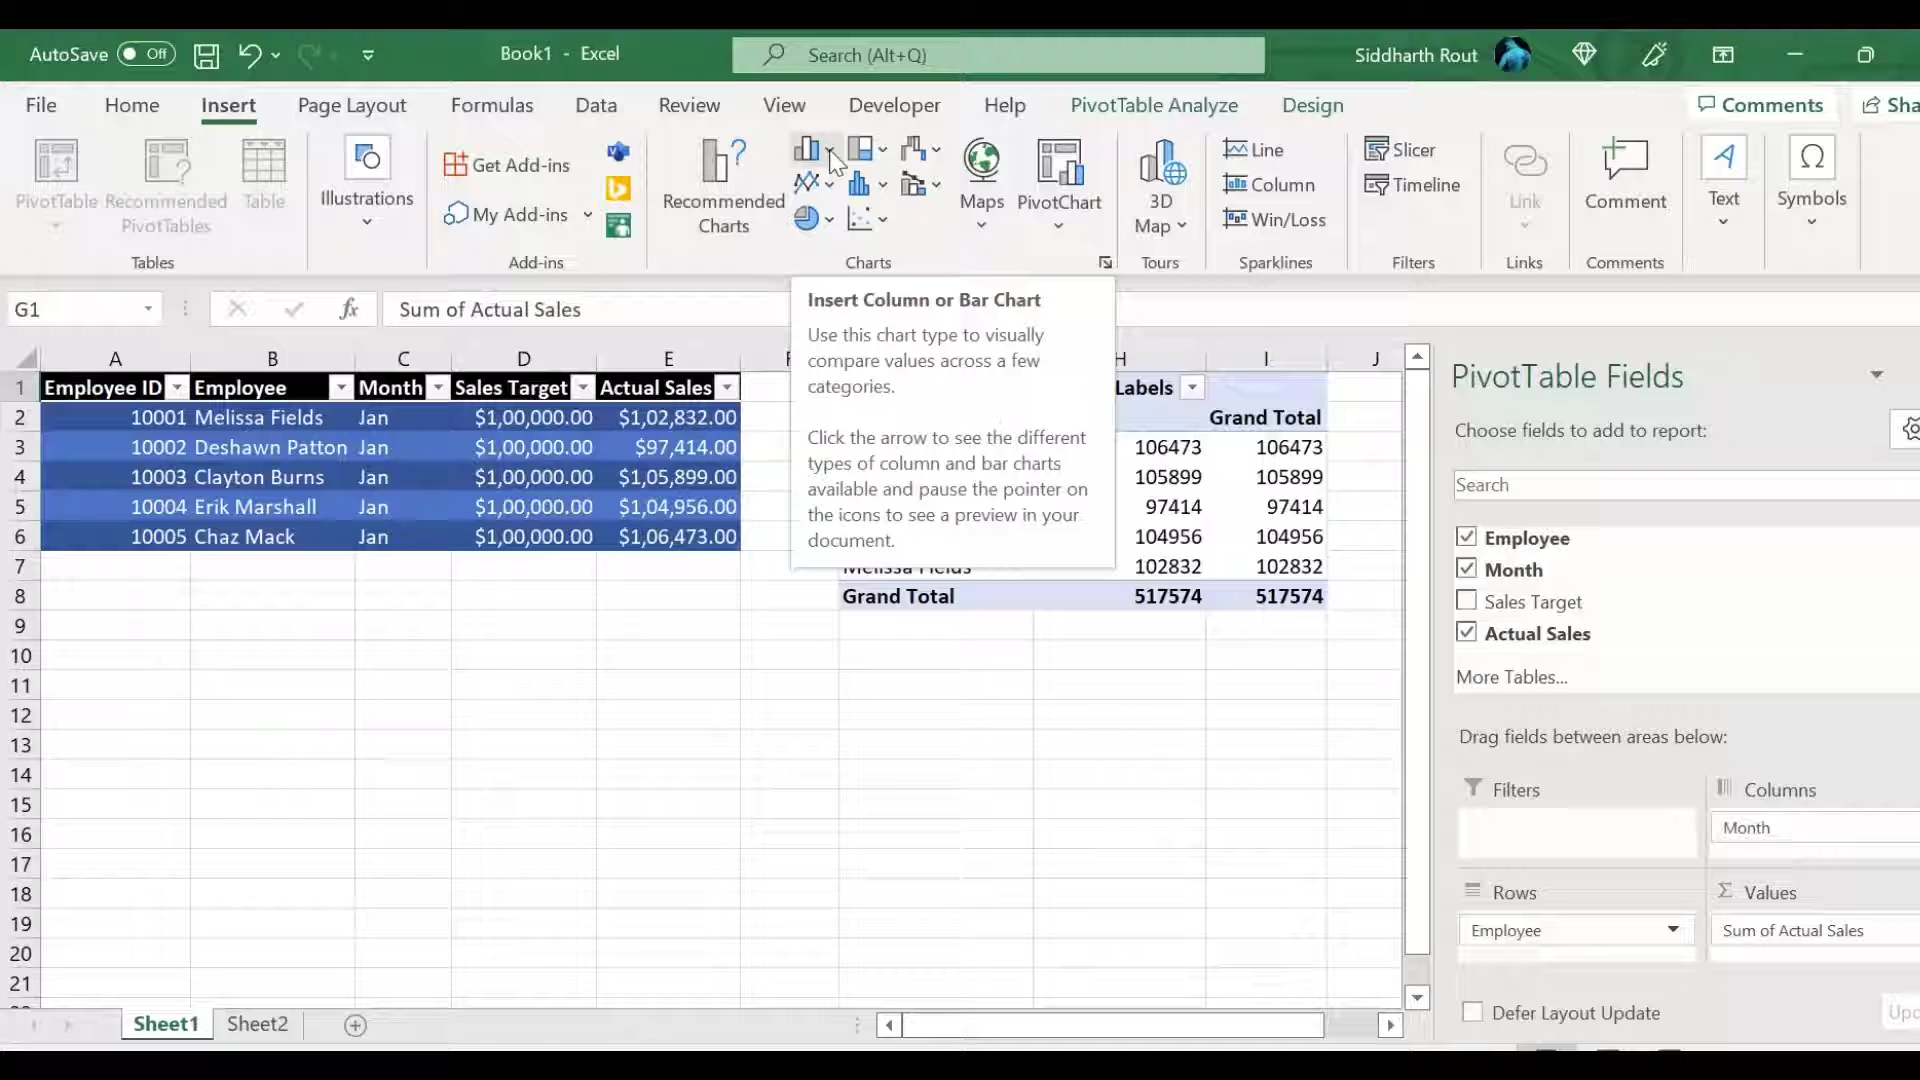 AutoSave Off
Book1 - Excel
Search (Alt+Q)
Siddharth Rout
File Home Insert Page Layout Formulas Data Review View Developer Help PivotTable Analyze Design
Comments
PivotTable
Recommended
PivotTables
Table
Tables
Illustrations
Get Add-ins
My Add-ins
Add-ins
Recommended
Charts
Maps
PivotChart
Charts
3D
Map
Tours
Line
Column
Win/Loss
Sparklines
Slicer
Timeline
Filters
Link
Links
Comment
Comments
Text
Symbols
G1
fx
Sum of Actual Sales
Insert Column or Bar Chart
Use this chart type to visually
compare values across a few
categories.
Click the arrow to see the different
types of column and bar charts
available and pause the pointer on
the icons to see a preview in your
document.
A B C D E H I J
1 Employee ID Employee Month Sales Target Actual Sales Labels
2 10001 Melissa Fields Jan $1,00,000.00 $1,02,832.00 Grand Total
3 10002 Deshawn Patton Jan $1,00,000.00 $97,414.00 106473 106473
4 10003 Clayton Burns Jan $1,00,000.00 $1,05,899.00 105899 105899
5 10004 Erik Marshall Jan $1,00,000.00 $1,04,956.00 97414 97414
6 10005 Chaz Mack Jan $1,00,000.00 $1,06,473.00 104956 104956
7 Melissa Fields 102832 102832
8 Grand Total 517574 517574
9
10
11
12
13
14
15
16
17
18
19
20
21
PivotTable Fields
Choose fields to add to report:
Search
Employee
Month
Sales Target
Actual Sales
More Tables...
Drag fields between areas below:
Filters
Columns
Month
Rows
Σ Values
Employee
Sum of Actual Sales
Defer Layout Update
Sheet1 Sheet2